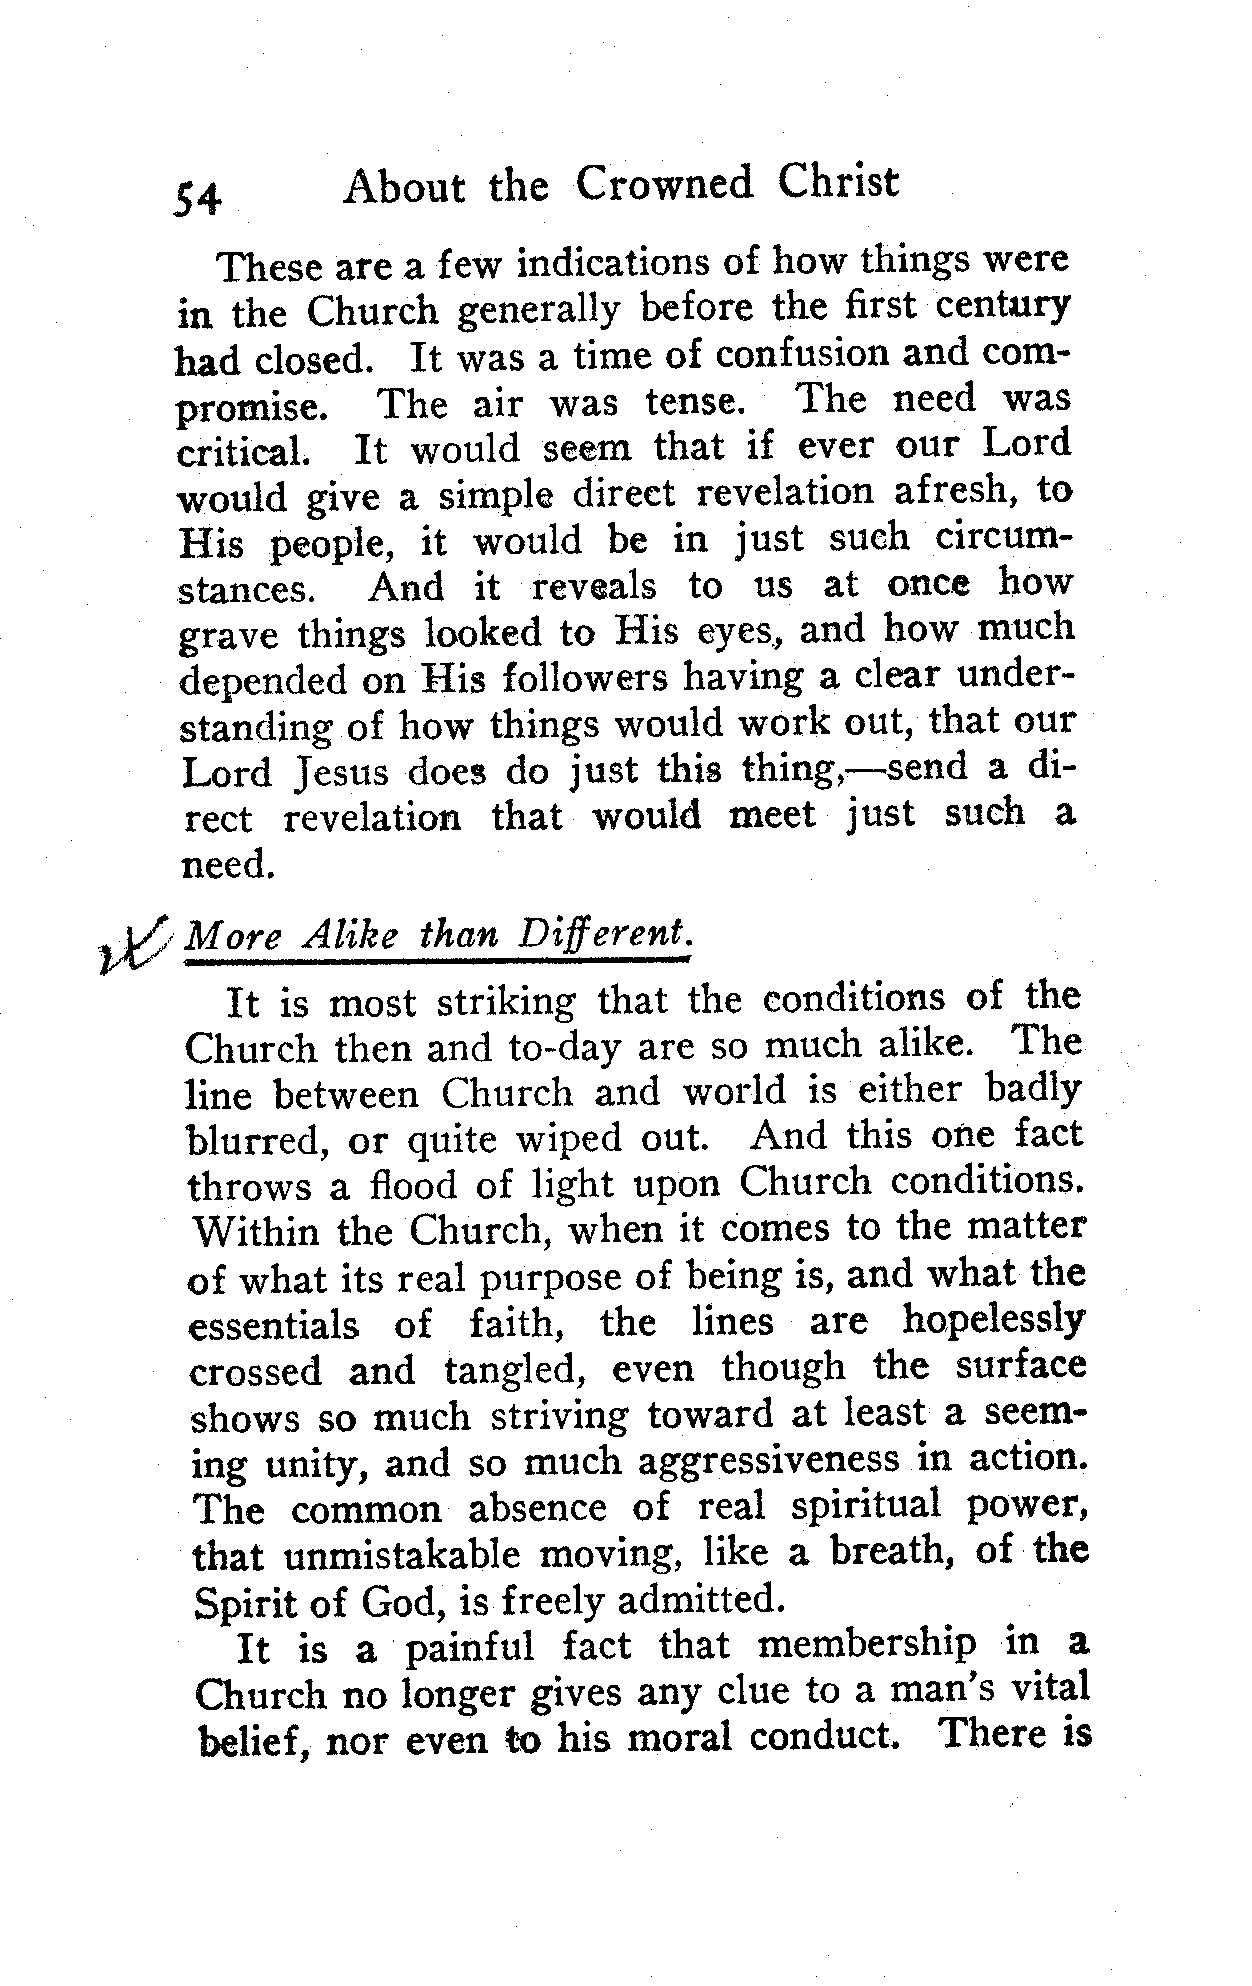 54 About the Crowned Christ
These are a few indications of how things were
in the Church generally before the first century
had closed. It was a time of confusion and com-
promise. The air was tense. The need was
critical. It would seem that if ever our Lord
would give a simple direct revelation afresh, to
His people, it would be in just such circum-
stances. And it reveals to us at once how
grave things looked to His eyes, and how much
depended on His followers having a clear under-
standing of how things would work out, that our
Lord Jesus does do just this thing,—send a di-
rect revelation that would meet just such a
need.
More Alike than Different.
It is most striking that the conditions of the
Church then and to-day are so much alike. The
line between Church and world is either badly
blurred, or quite wiped out. And this one fact
throws a flood of light upon Church conditions.
Within the Church, when it comes to the matter
of what its real purpose of being is, and what the
essentials of faith, the lines are hopelessly
crossed and tangled, even though the surface
shows so much striving toward at least a seem-
ing unity, and so much aggressiveness in action.
The common absence of real spiritual power,
that unmistakable moving, like a breath, of the
Spirit of God, is freely admitted.
It is a painful fact that membership in a
Church no longer gives any clue to a man's vital
belief, nor even to his moral conduct. There is